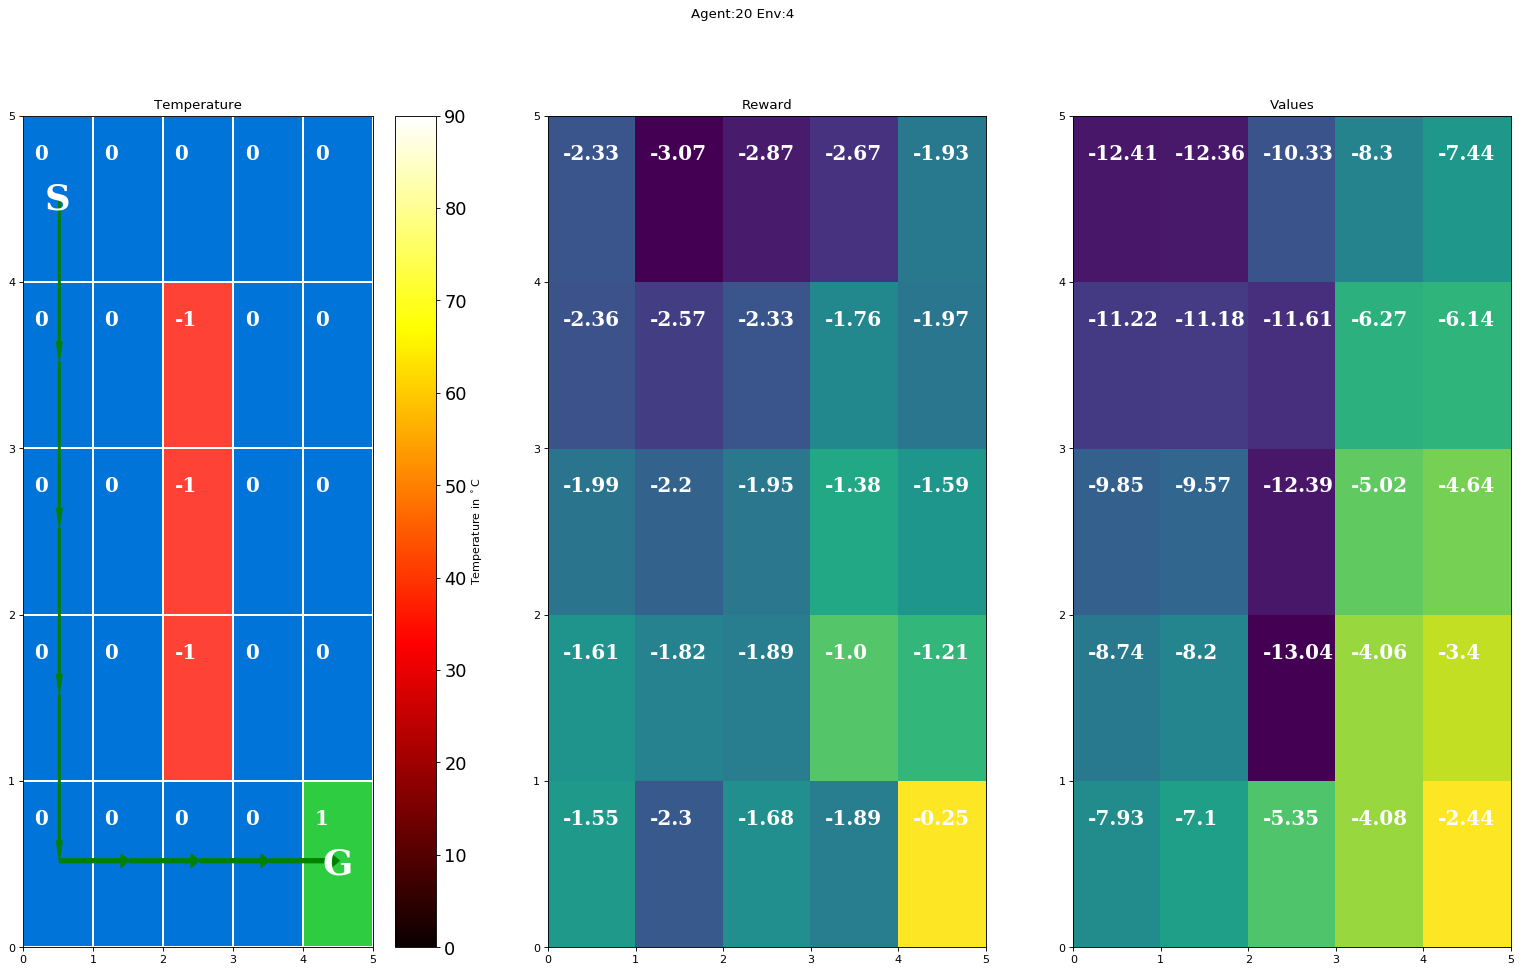 Agent:20 Env:4
Temperature
5
4
3
2
1
0
0 0 0 0 0
S
0 0 -1 0 0
0 0 -1 0 0
0 0 -1 0 0
0 0 0 0 1
G
0 1 2 3 4 5
90
80
70
60
50
40
30
20
10
0
Temperature in °C
Reward
5
4
3
2
1
0
-2.33 -3.07 -2.87 -2.67 -1.93
-2.36 -2.57 -2.33 -1.76 -1.97
-1.99 -2.2 -1.95 -1.38 -1.59
-1.61 -1.82 -1.89 -1.0 -1.21
-1.55 -2.3 -1.68 -1.89 -0.25
0 1 2 3 4 5
Values
5
4
3
2
1
0
-12.41 -12.36 -10.33 -8.3 -7.44
-11.22 -11.18 -11.61 -6.27 -6.14
-9.85 -9.57 -12.39 -5.02 -4.64
-8.74 -8.2 -13.04 -4.06 -3.4
-7.93 -7.1 -5.35 -4.08 -2.44
0 1 2 3 4 5